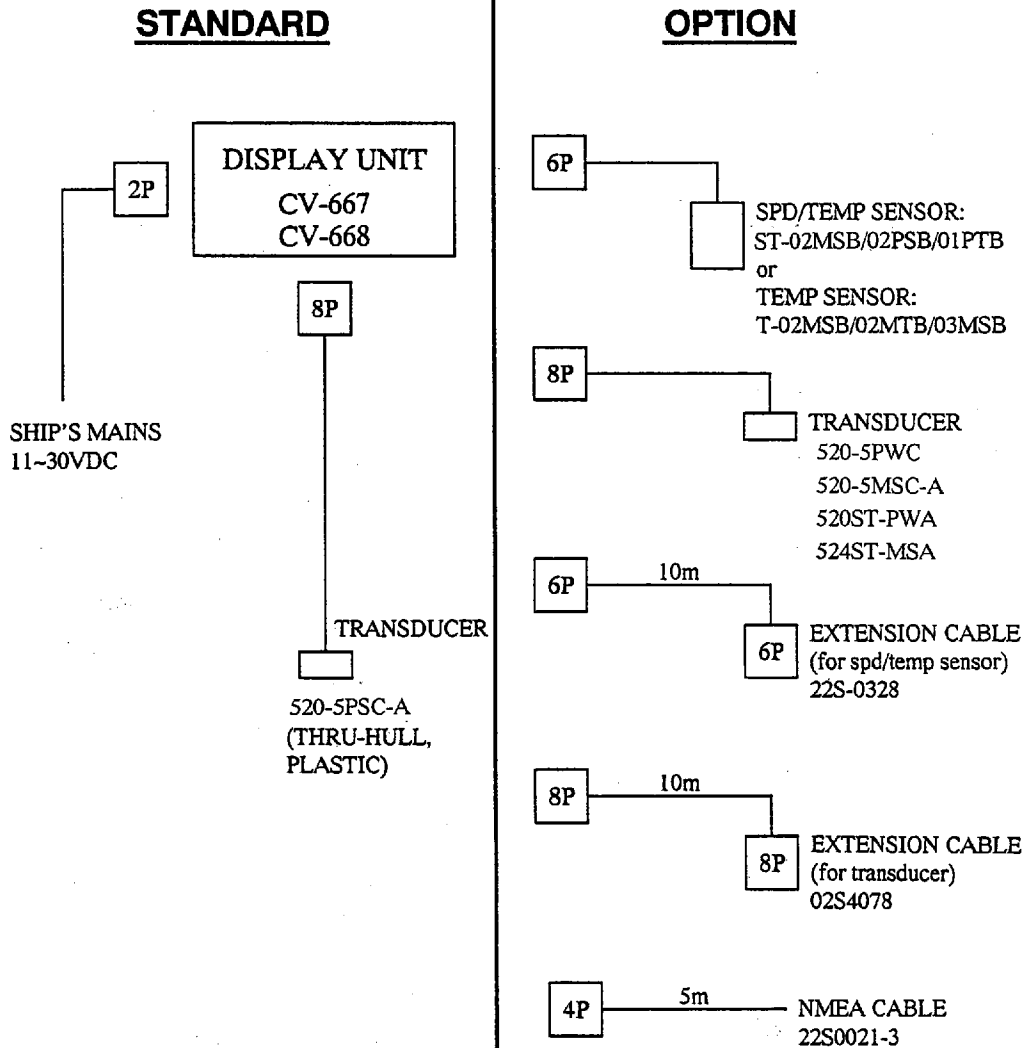 STANDARD
2P
DISPLAY UNIT
CV-667
CV-668
8P
SHIP'S MAINS
11~30VDC
TRANSDUCER
520-5PSC-A
(THRU-HULL,
PLASTIC)
OPTION
6P
SPD/TEMP SENSOR:
ST-02MSB/02PSB/01PTB
or
TEMP SENSOR:
T-02MSB/02MTB/03MSB
8P
TRANSDUCER
520-5PWC
520-5MSC-A
520ST-PWA
524ST-MSA
6P
10m
6P
EXTENSION CABLE
(for spd/temp sensor)
22S-0328
8P
10m
8P
EXTENSION CABLE
(for transducer)
02S4078
4P
5m
NMEA CABLE
22S0021-3